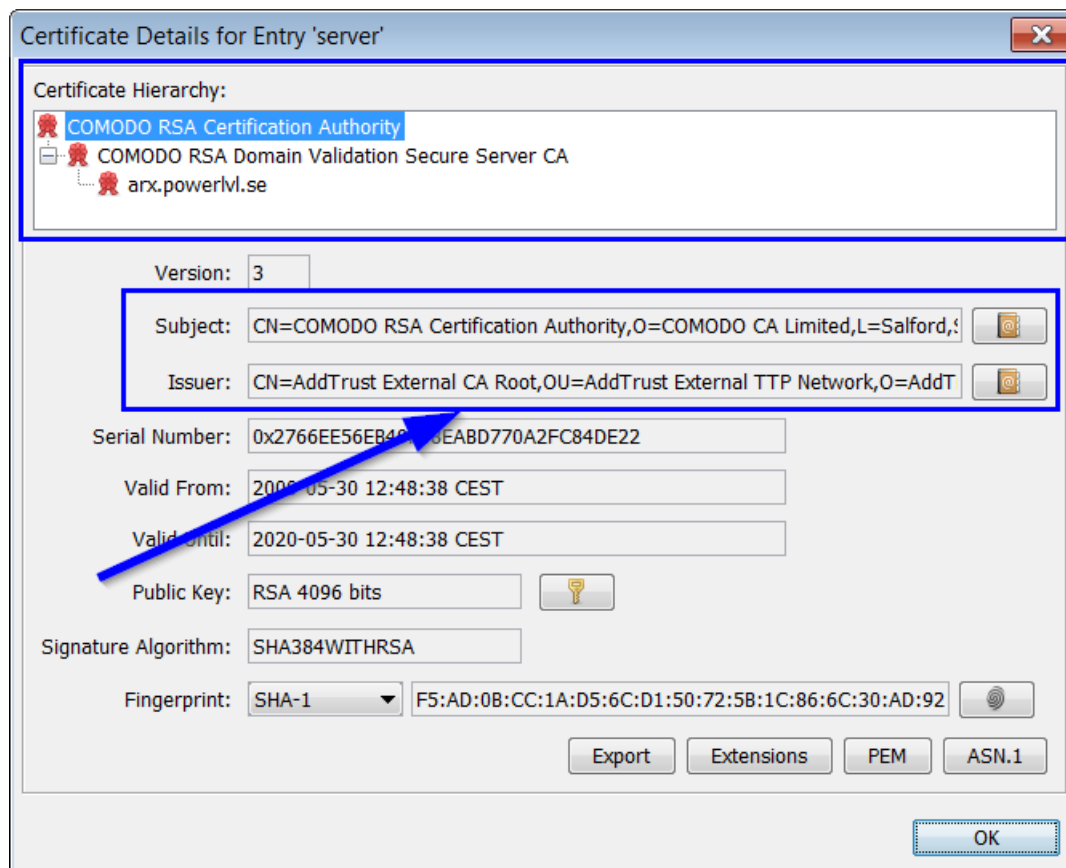 Certificate Details for Entry 'server'
Certificate Hierarchy:
COMODO RSA Certification Authority
COMODO RSA Domain Validation Secure Server CA
arx.powerlvl.se
Version: 3
Subject: CN=COMODO RSA Certification Authority,O=COMODO CA Limited,L=Salford,
Issuer: CN=AddTrust External CA Root,OU=AddTrust External TTP Network,O=AddT
Serial Number:
Valid From: 12:48:38 CEST
Valid Until: 2020-05-30 12:48:38 CEST
Public Key: RSA 4096 bits
Signature Algorithm: SHA384WITHRSA
Fingerprint: SHA-1 F5:AD:0B:CC:1A:D5:6C:D1:50:72:5B:1C:86:6C:30:AD:92
Export Extensions PEM ASN.1
OK